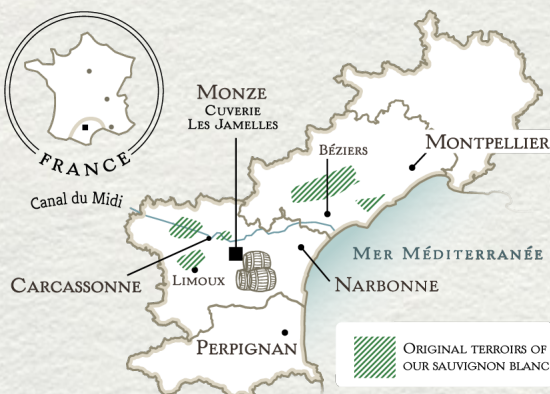 FRANCE
Monze
Cuverie
Les Jamelles
Béziers
Montpellier
Canal du Midi
Mer Méditerranée
Carcassonne
Limoux
Narbonne
Perpignan
Original terroirs of
our sauvignon blanc